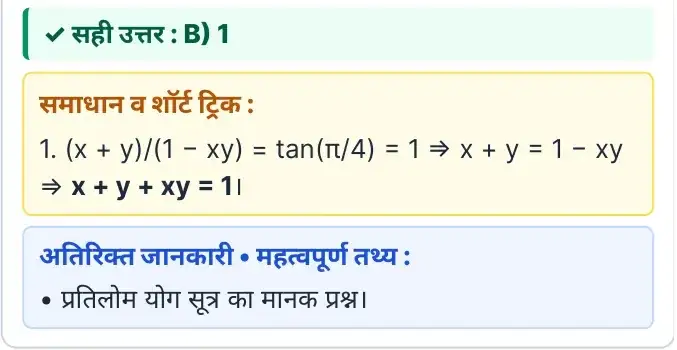 ✓ सही उत्तर : B) 1
समाधान व शॉर्ट ट्रिक :
1. (x + y)/(1 − xy) = tan(π/4) = 1 ⇒ x + y = 1 − xy
⇒ x + y + xy = 1।
अतिरिक्त जानकारी • महत्वपूर्ण तथ्य :
• प्रतिलोम योग सूत्र का मानक प्रश्न।